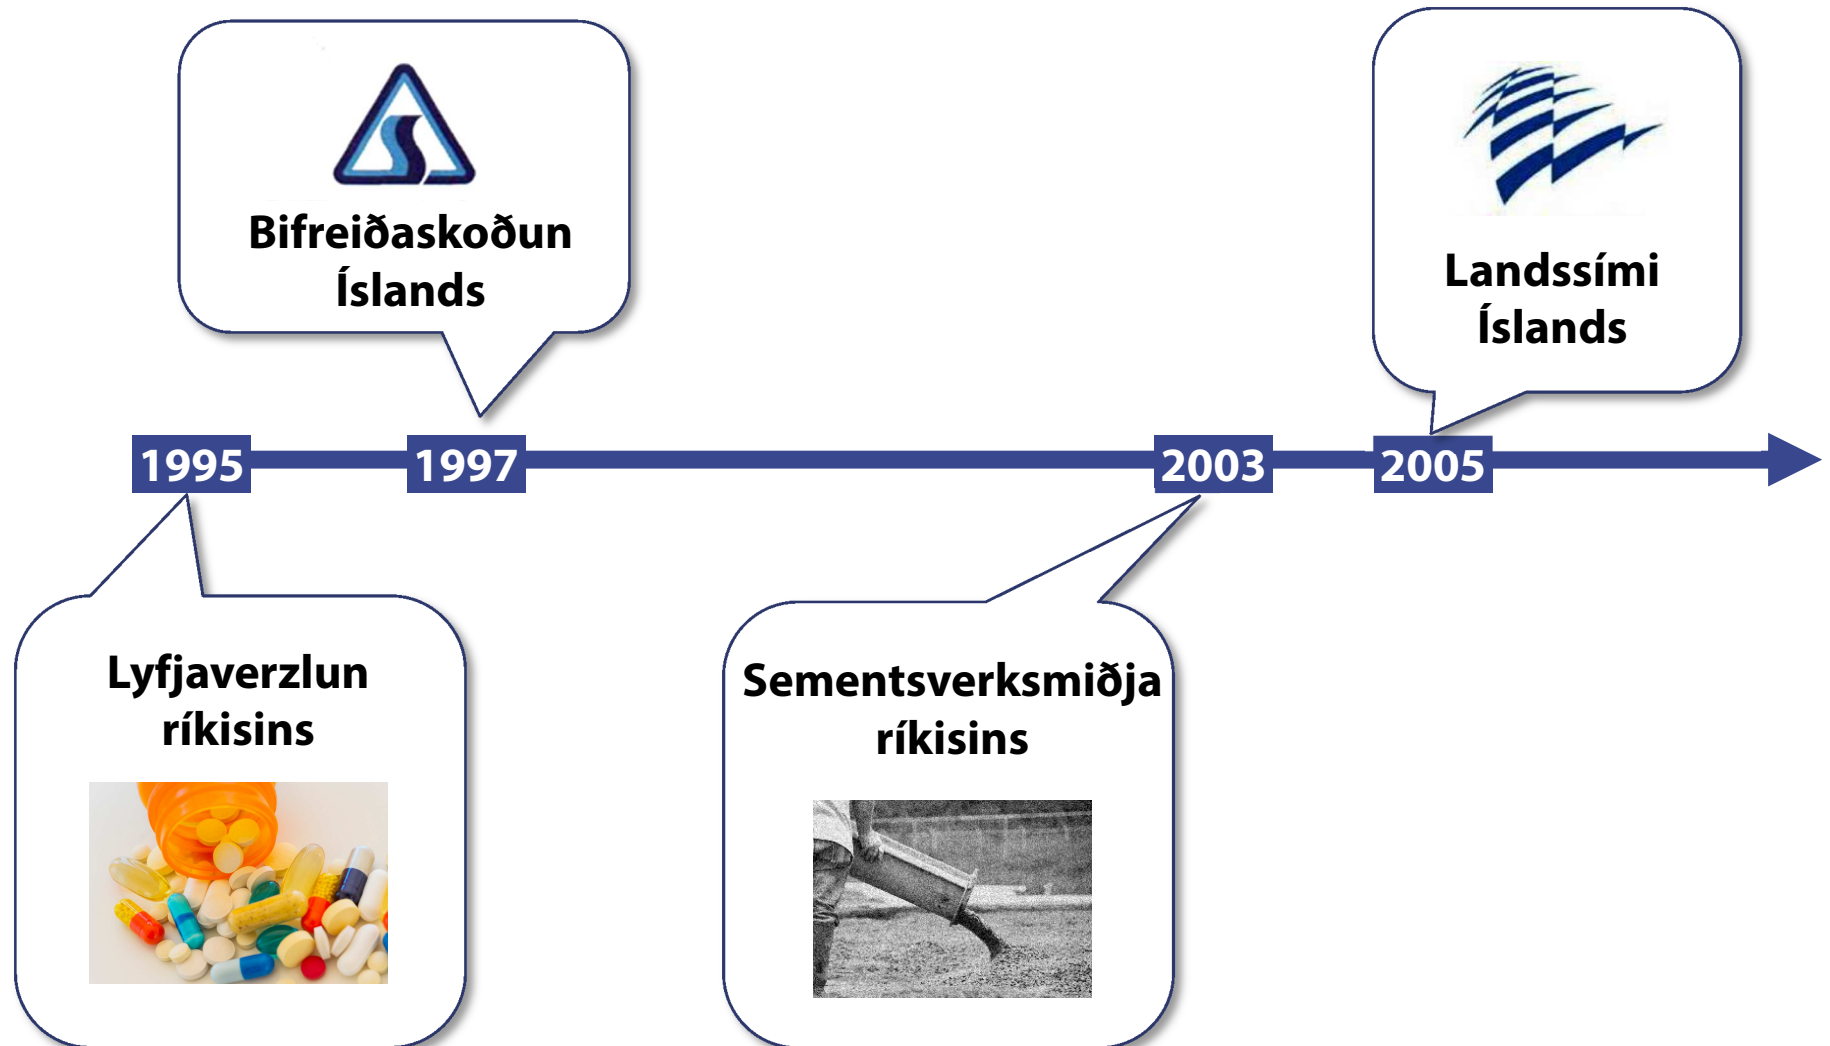 Bifreiðaskoðun
Íslands
Landssími
Íslands
1995
1997
2003
2005
Lyfjaverzlun
ríkisins
Sementsverksmiðja
ríkisins